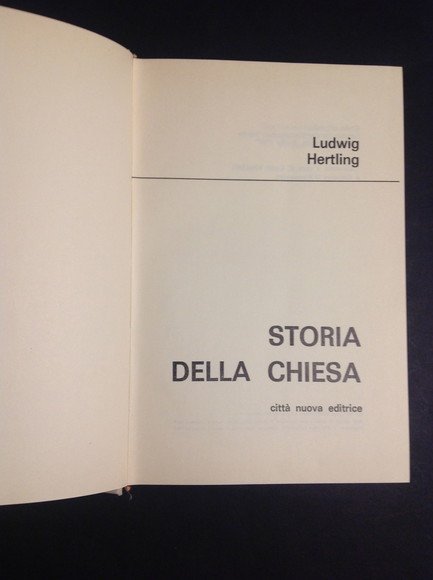 Ludwig
Hertling
STORIA
DELLA CHIESA
città nuova editrice